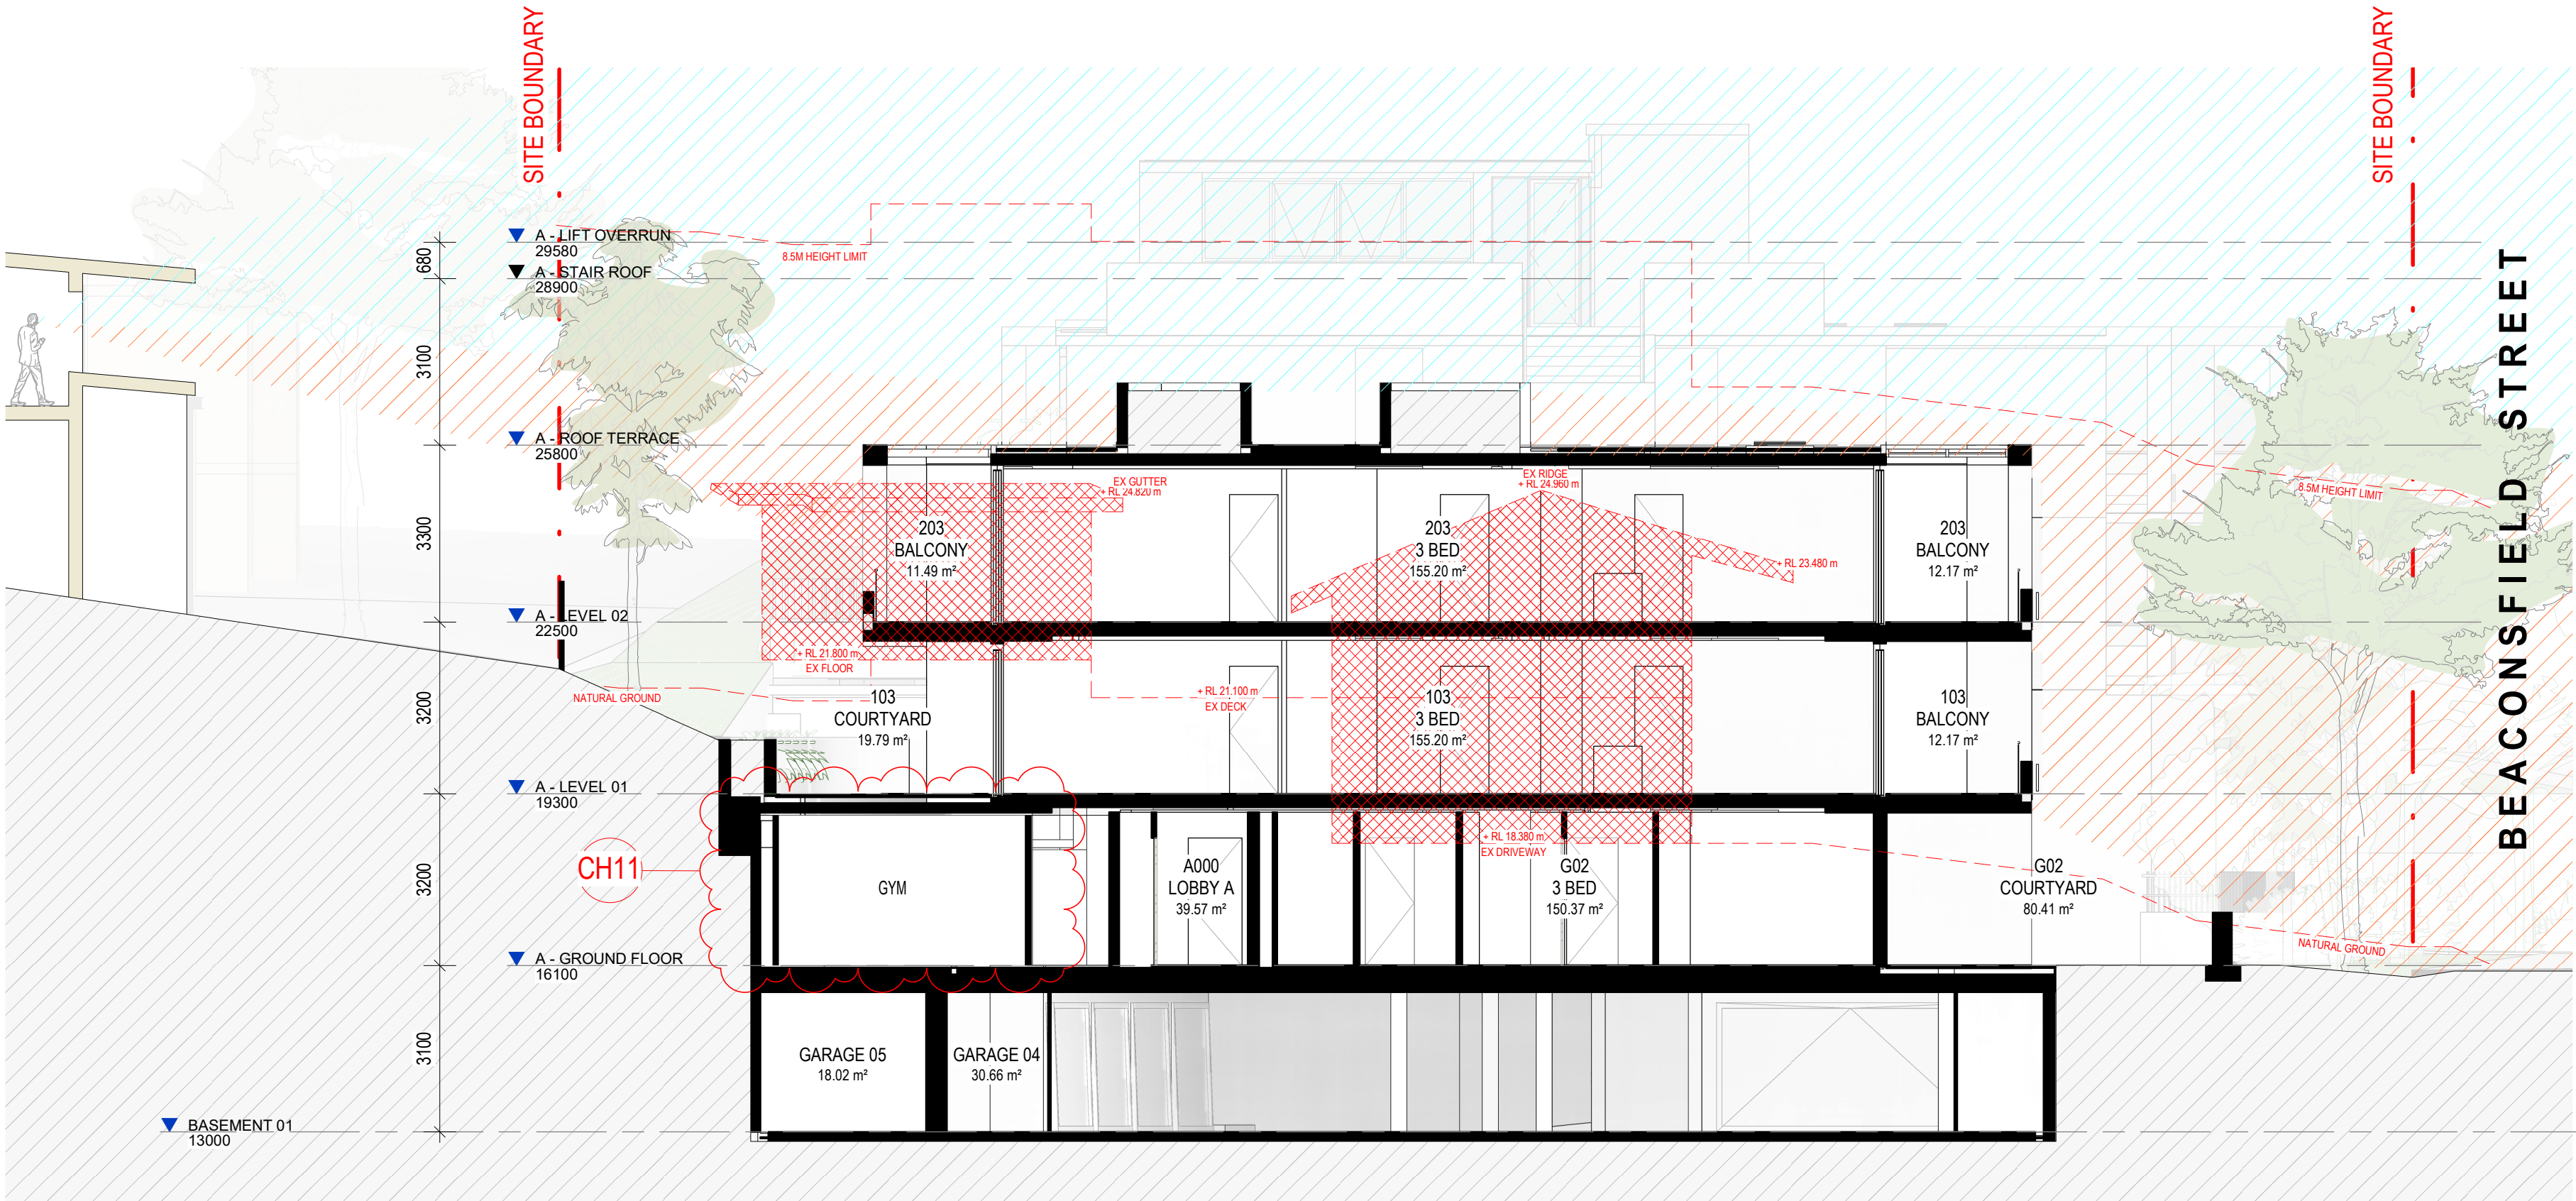 SITE BOUNDARY
SITE BOUNDARY
A - LIFT OVERRUN
29580
8.5M HEIGHT LIMIT
680
A - STAIR ROOF
28900
3100
A - ROOF TERRACE
25800
EX GUTTER
+ RL 24.820 m
EX RIDGE
+ RL 24.960 m
8.5M HEIGHT LIMIT
3300
203
BALCONY
11.49 m²
203
3 BED
155.20 m²
203
BALCONY
12.17 m²
+ RL 23.480 m
A - LEVEL 02
22500
+ RL 21.800 m
EX FLOOR
NATURAL GROUND
3200
103
COURTYARD
19.79 m²
+ RL 21.100 m
EX DECK
103
3 BED
155.20 m²
103
BALCONY
12.17 m²
BEACONSFIELD STREET
A - LEVEL 01
19300
+ RL 18.380 m
EX DRIVEWAY
CH11
3200
GYM
A000
LOBBY A
39.57 m²
G02
3 BED
150.37 m²
G02
COURTYARD
80.41 m²
NATURAL GROUND
A - GROUND FLOOR
16100
3100
GARAGE 05
18.02 m²
GARAGE 04
30.66 m²
BASEMENT 01
13000